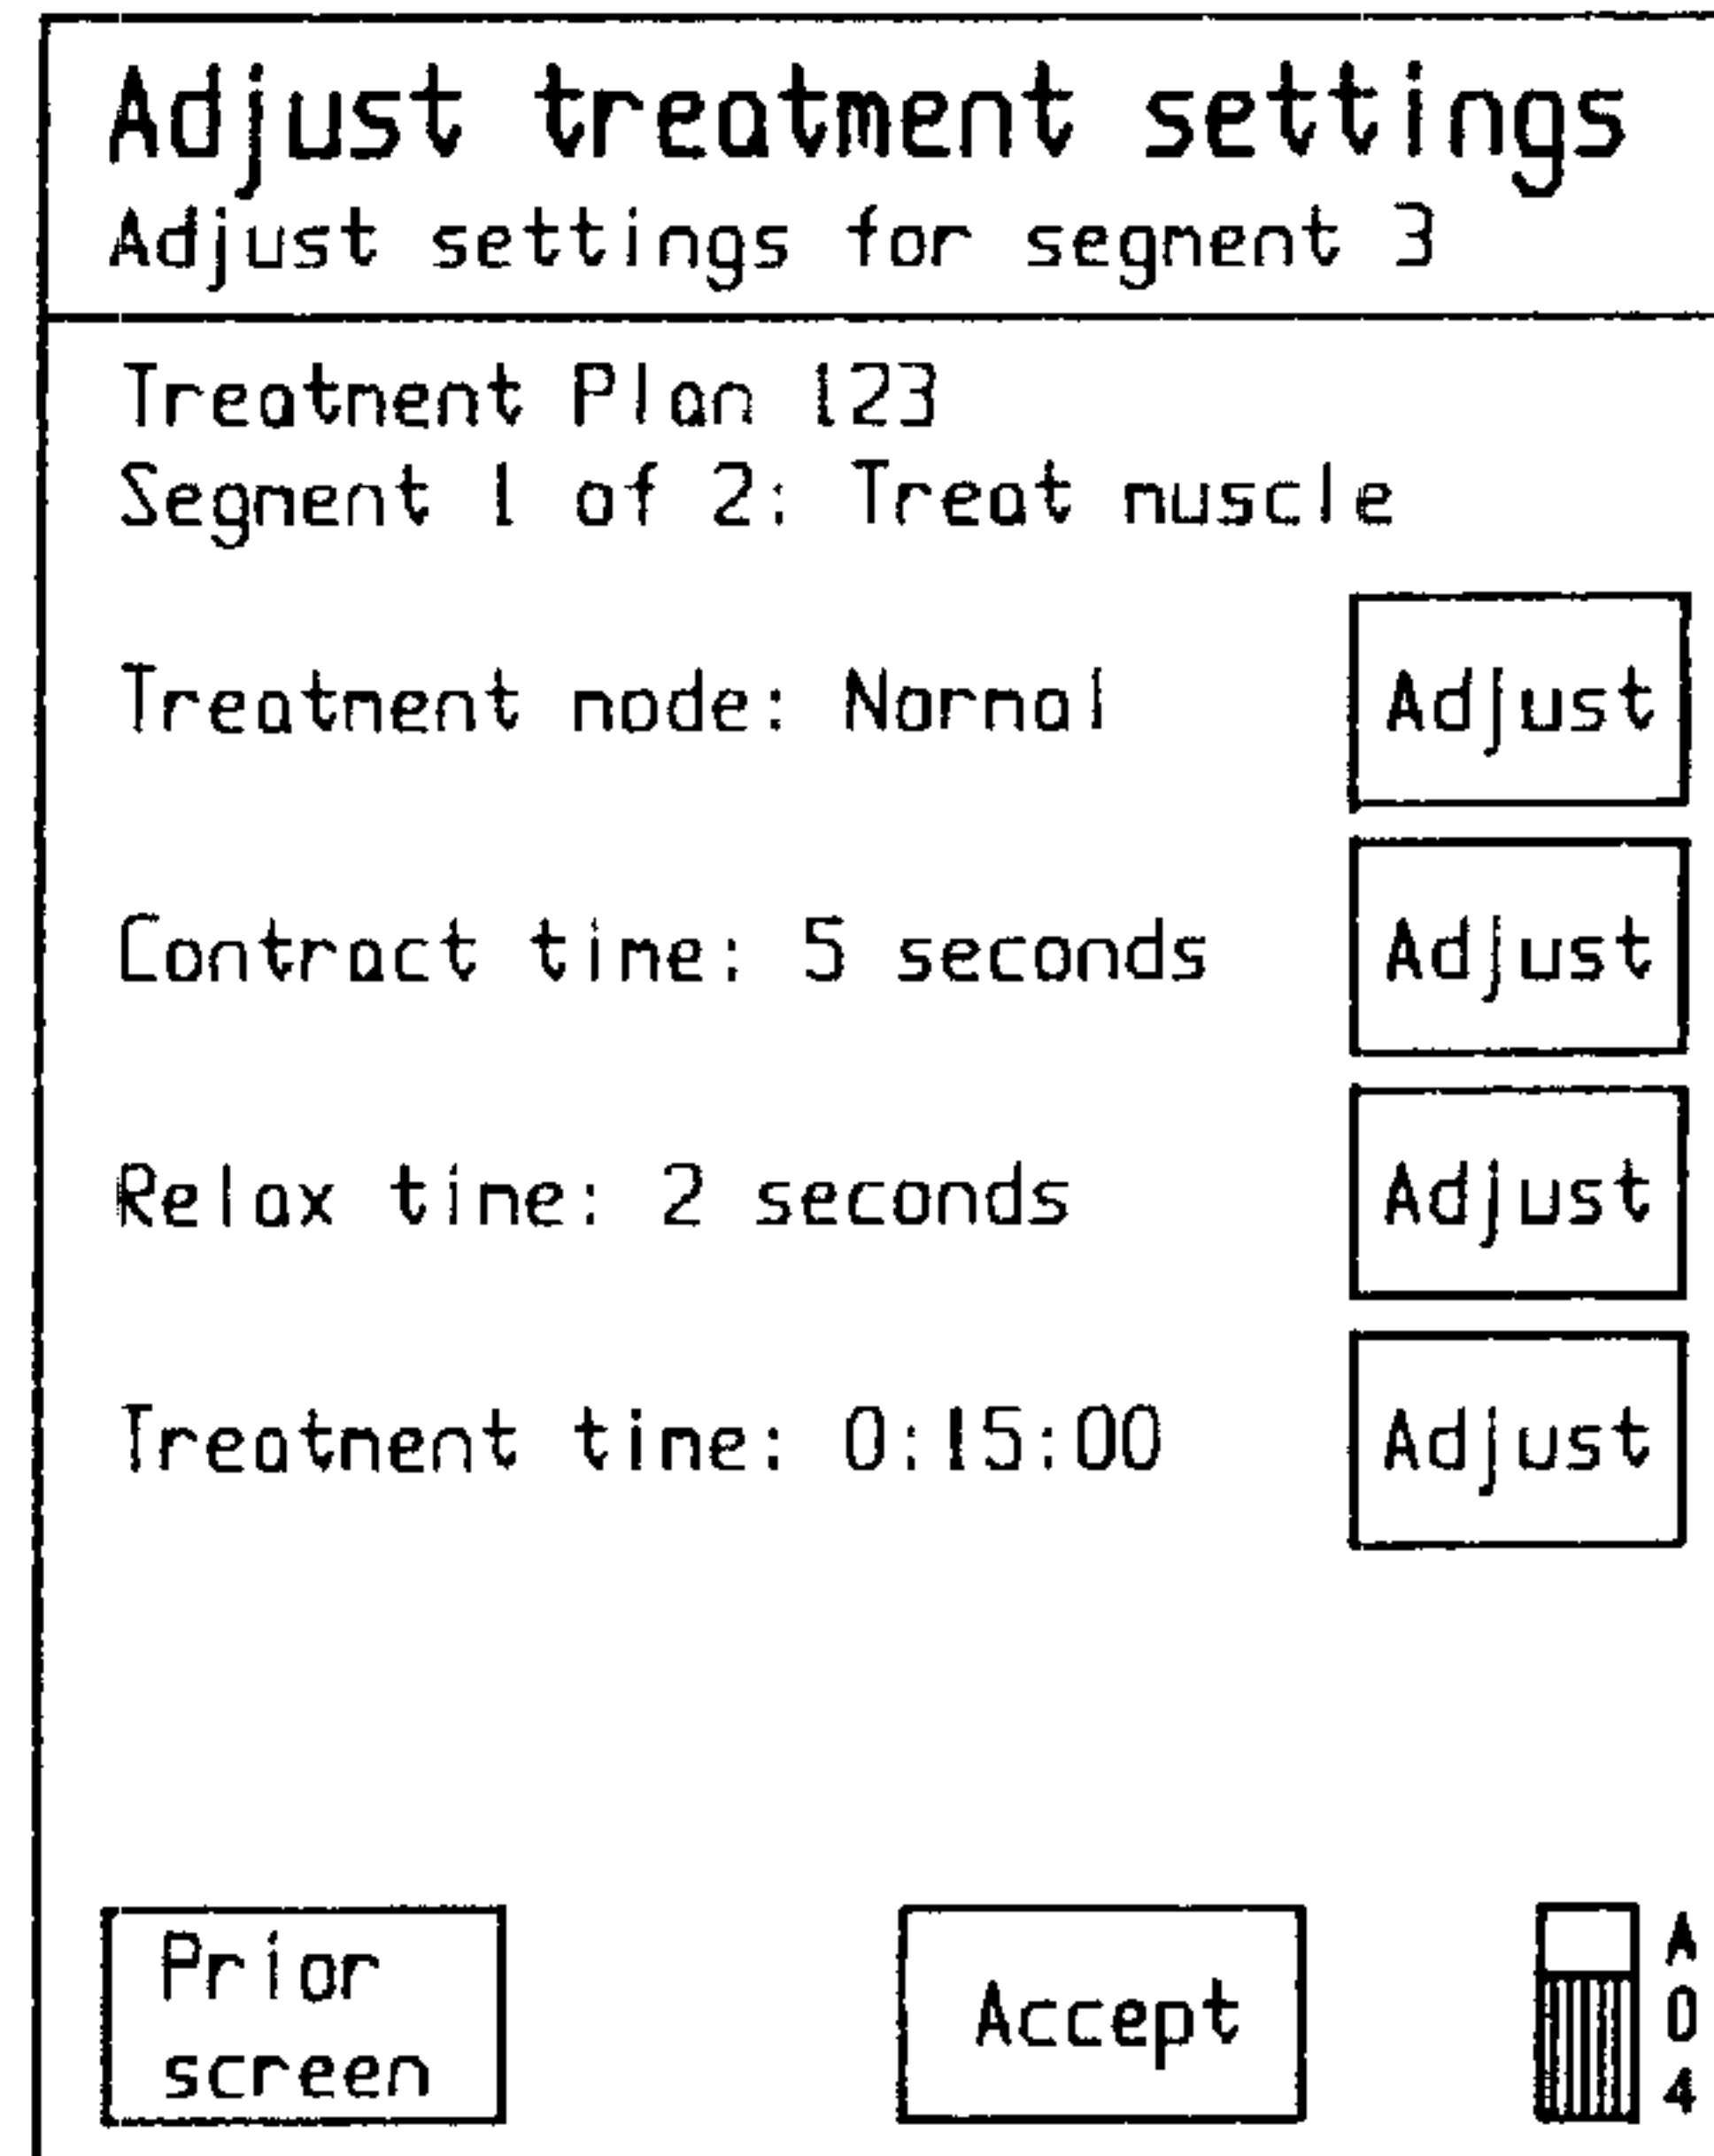 Adjust treatment settings
Adjust settings for segment 3
Treatment Plan 123
Segment 1 of 2: Treat muscle
Treatment mode: Normal
Adjust
Contract time: 5 seconds
Adjust
Relax time: 2 seconds
Adjust
Treatment time: 0:15:00
Adjust
Prior
screen
Accept
A
0
4